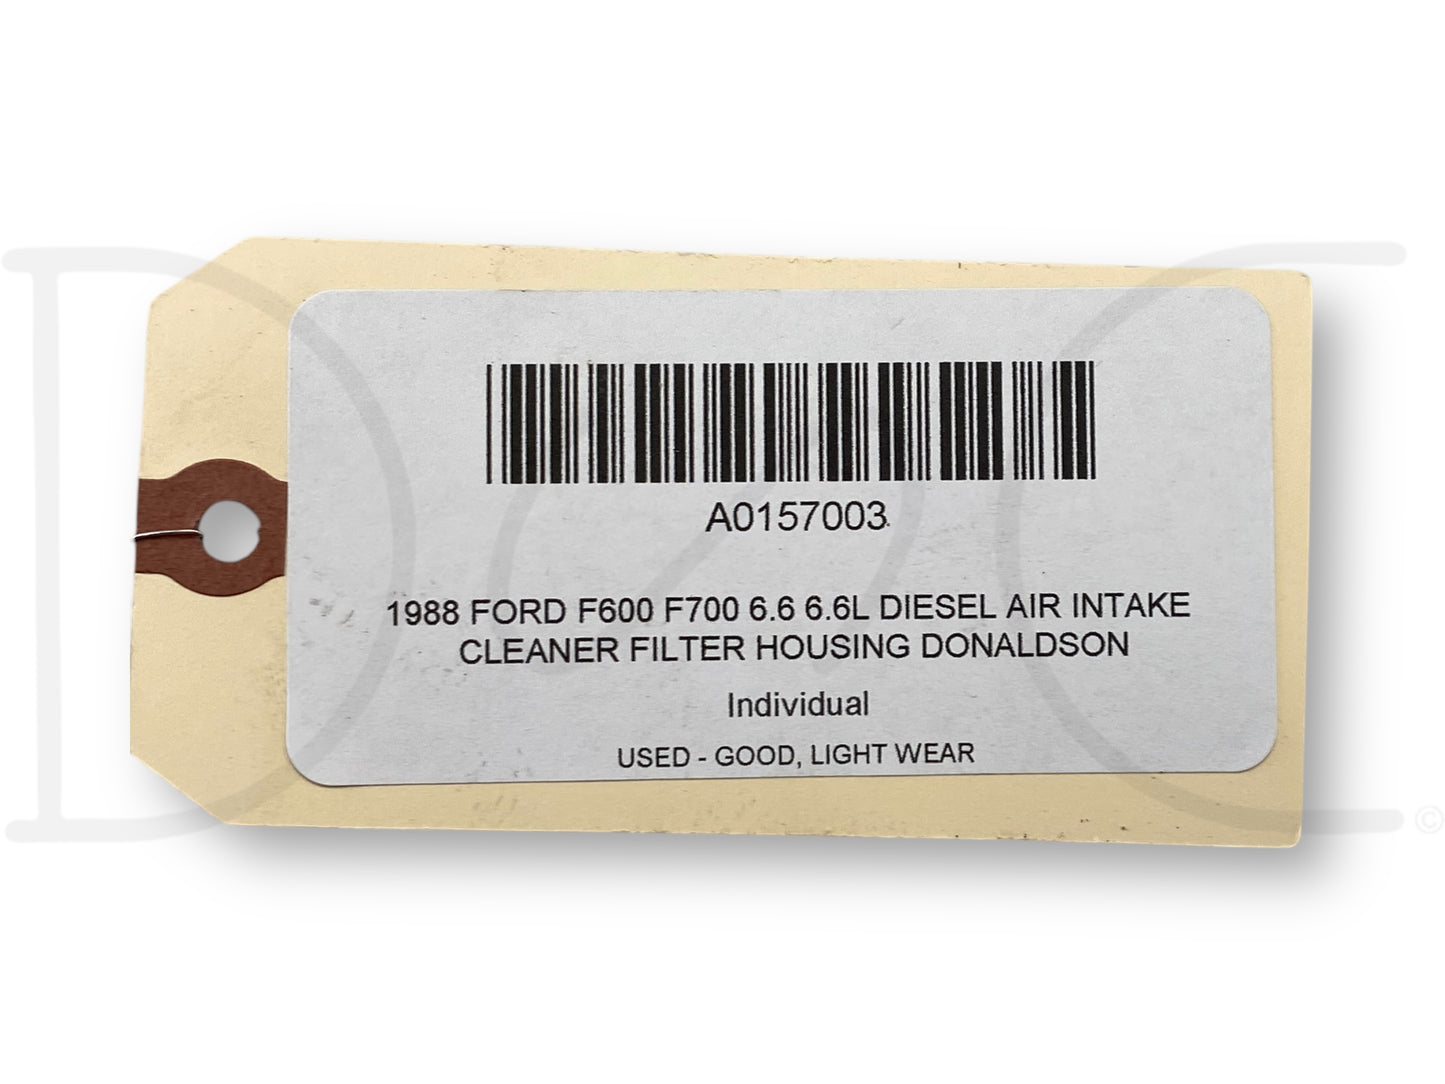 A0157003
1988 FORD F600 F700 6.6 6.6L DIESEL AIR INTAKE
CLEANER FILTER HOUSING DONALDSON
Individual
USED - GOOD, LIGHT WEAR
D C ©